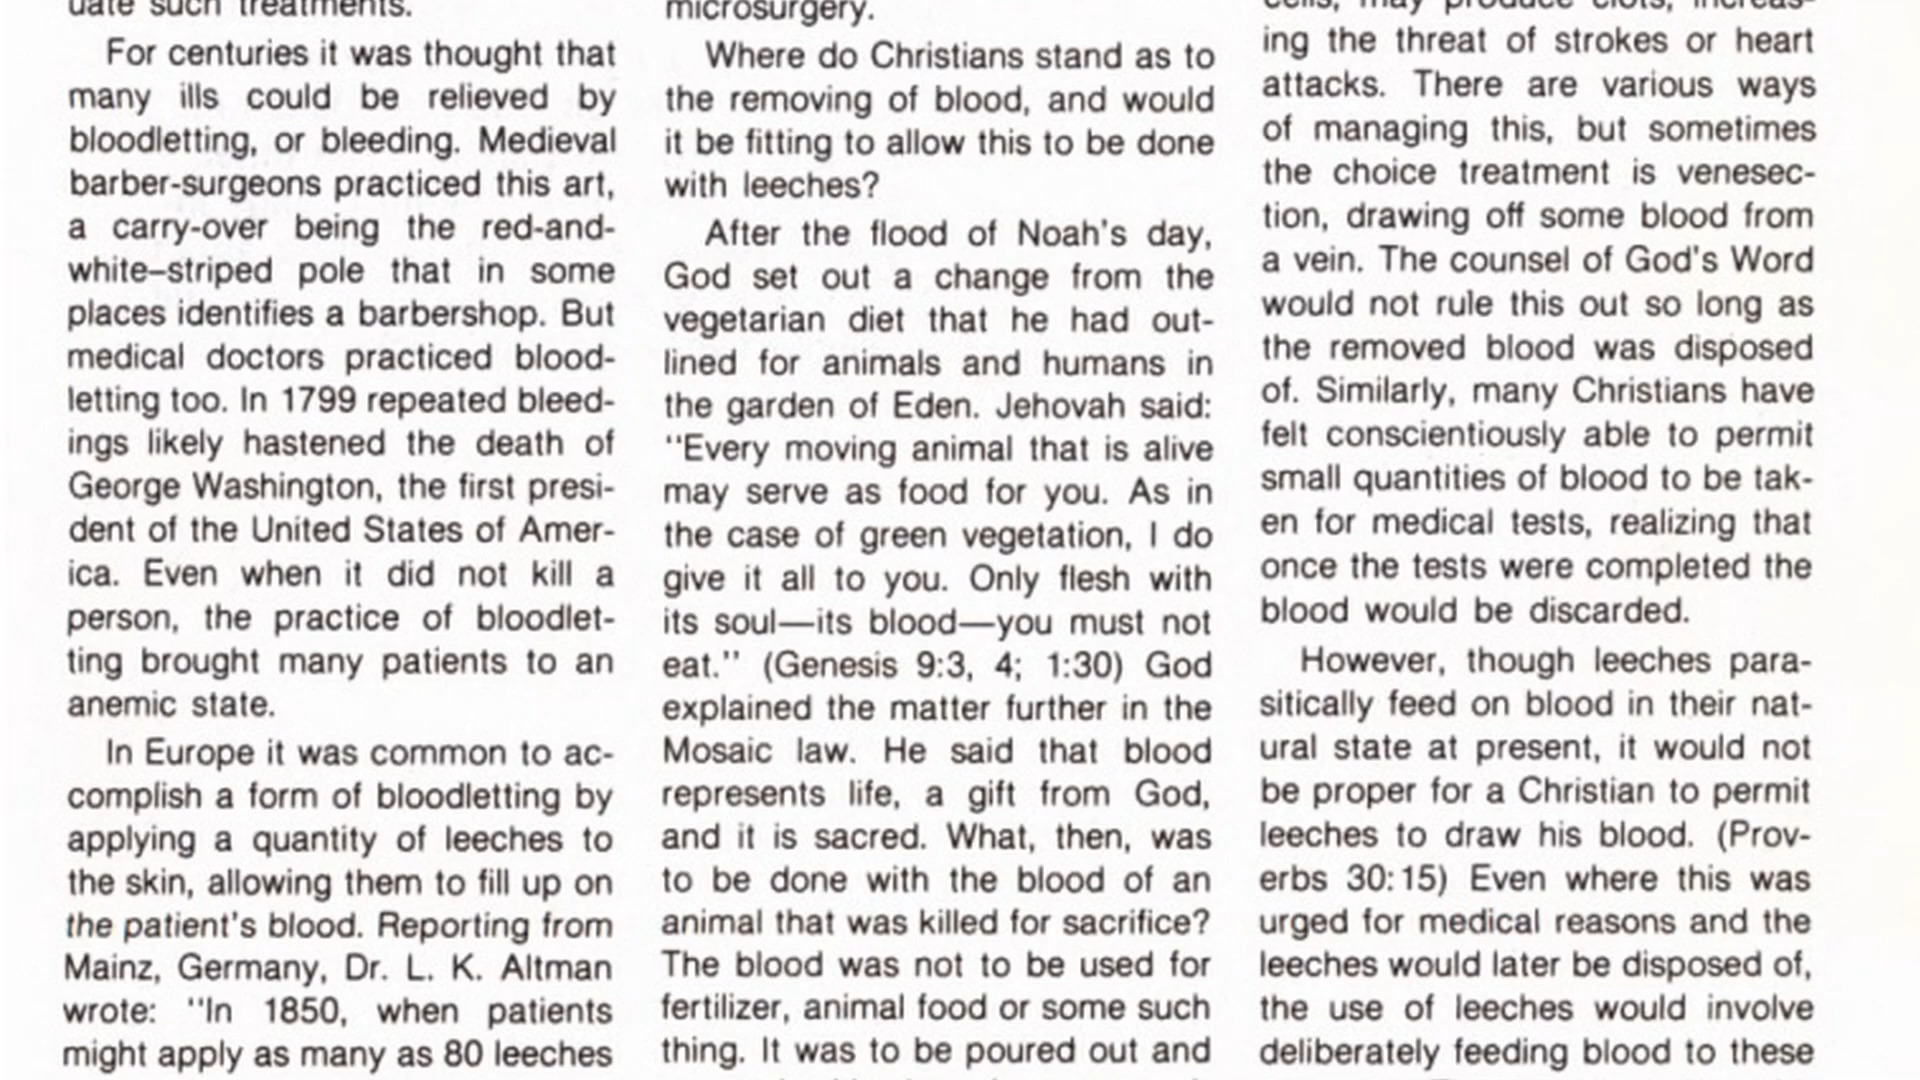 uate such treatments.
For centuries it was thought that
many ills could be relieved by
bloodletting, or bleeding. Medieval
barber-surgeons practiced this art,
a carry-over being the red-and-
white–striped pole that in some
places identifies a barbershop. But
medical doctors practiced blood-
letting too. In 1799 repeated bleed-
ings likely hastened the death of
George Washington, the first presi-
dent of the United States of Amer-
ica. Even when it did not kill a
person, the practice of bloodlet-
ting brought many patients to an
anemic state.
In Europe it was common to ac-
complish a form of bloodletting by
applying a quantity of leeches to
the skin, allowing them to fill up on
the patient's blood. Reporting from
Mainz, Germany, Dr. L. K. Altman
wrote: "In 1850, when patients
might apply as many as 80 leeches
microsurgery.
Where do Christians stand as to
the removing of blood, and would
it be fitting to allow this to be done
with leeches?
After the flood of Noah's day,
God set out a change from the
vegetarian diet that he had out-
lined for animals and humans in
the garden of Eden. Jehovah said:
"Every moving animal that is alive
may serve as food for you. As in
the case of green vegetation, I do
give it all to you. Only flesh with
its soul—its blood—you must not
eat." (Genesis 9:3, 4; 1:30) God
explained the matter further in the
Mosaic law. He said that blood
represents life, a gift from God,
and it is sacred. What, then, was
to be done with the blood of an
animal that was killed for sacrifice?
The blood was not to be used for
fertilizer, animal food or some such
thing. It was to be poured out and
cells, may produce clots, increas-
ing the threat of strokes or heart
attacks. There are various ways
of managing this, but sometimes
the choice treatment is venesec-
tion, drawing off some blood from
a vein. The counsel of God's Word
would not rule this out so long as
the removed blood was disposed
of. Similarly, many Christians have
felt conscientiously able to permit
small quantities of blood to be tak-
en for medical tests, realizing that
once the tests were completed the
blood would be discarded.
However, though leeches para-
sitically feed on blood in their nat-
ural state at present, it would not
be proper for a Christian to permit
leeches to draw his blood. (Prov-
erbs 30:15) Even where this was
urged for medical reasons and the
leeches would later be disposed of,
the use of leeches would involve
deliberately feeding blood to these